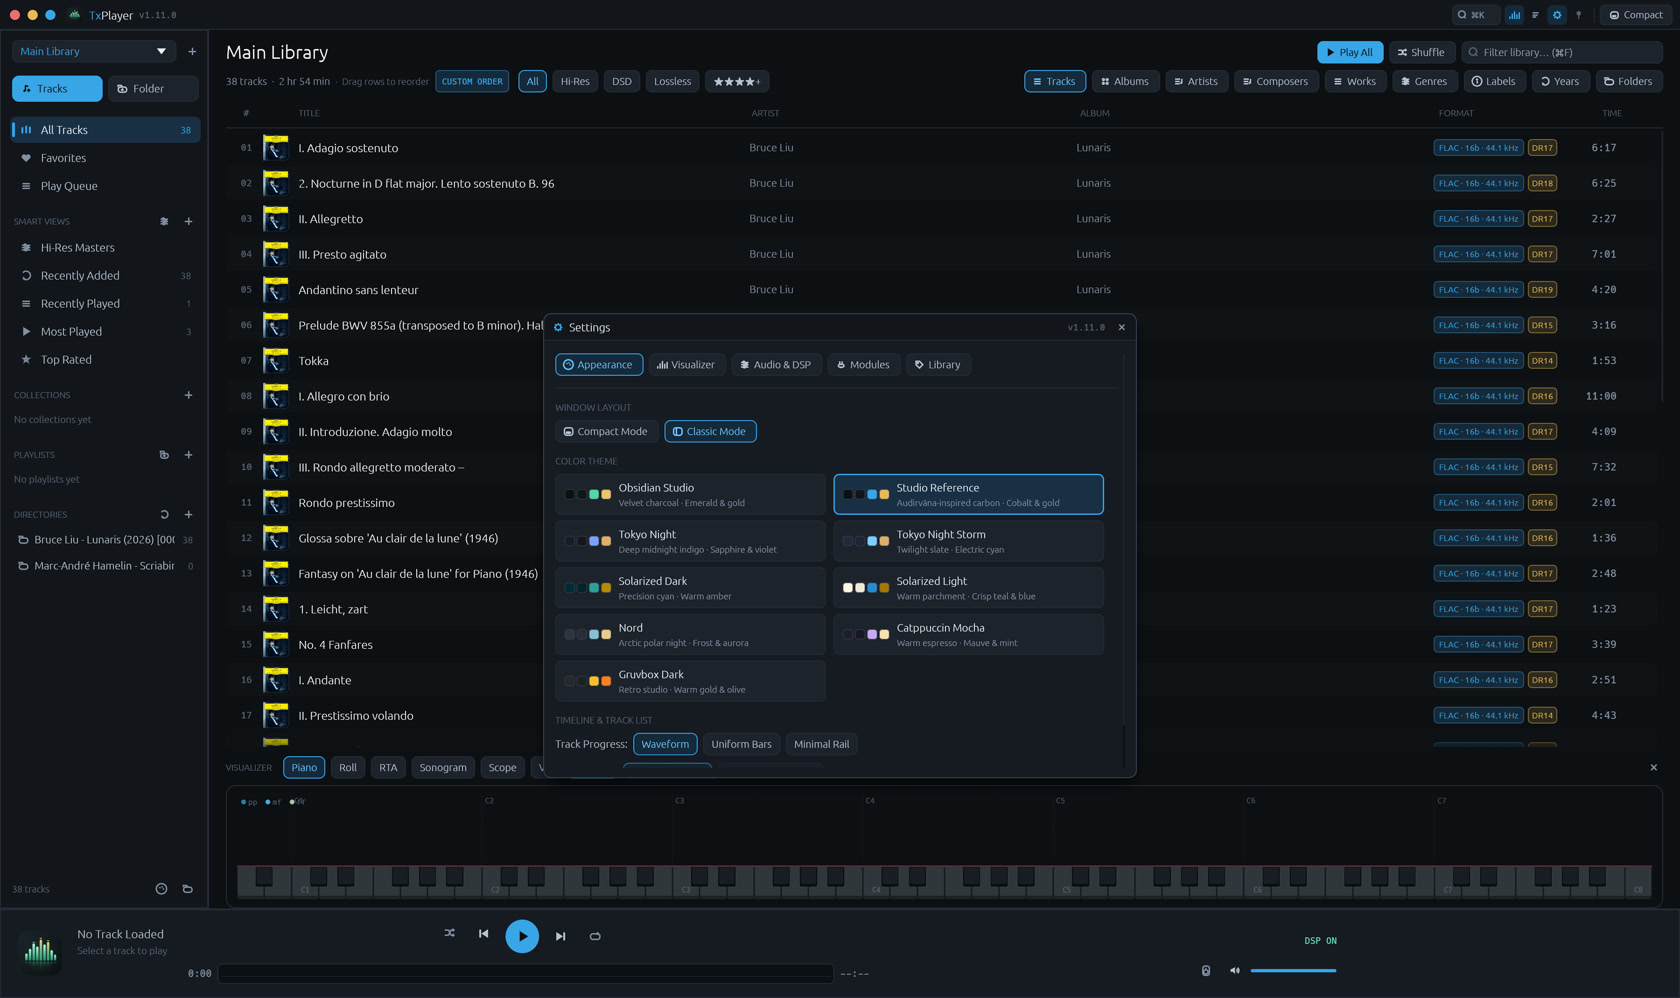 TxPlayer v1.11.0
⌘K
Compact
Main Library
Tracks
Folder
All Tracks 38
Favorites
Play Queue
SMART VIEWS
Hi-Res Masters
Recently Added 38
Recently Played 1
Most Played 3
Top Rated
COLLECTIONS
No collections yet
PLAYLISTS
No playlists yet
DIRECTORIES
Bruce Liu - Lunaris (2026) [00 38
Marc-André Hamelin - Scriabin 0
38 tracks
Main Library
Play All
Shuffle
Filter library… (⌘F)
38 tracks · 2 hr 54 min · Drag rows to reorder
CUSTOM ORDER
All
Hi-Res
DSD
Lossless
★★★★+
Tracks
Albums
Artists
Composers
Works
Genres
Labels
Years
Folders
# TITLE ARTIST ALBUM FORMAT TIME
01 I. Adagio sostenuto Bruce Liu Lunaris FLAC · 16b · 44.1 kHz DR17 6:17
02 2. Nocturne in D flat major. Lento sostenuto B. 96 Bruce Liu Lunaris FLAC · 16b · 44.1 kHz DR18 6:25
03 II. Allegretto Bruce Liu Lunaris FLAC · 16b · 44.1 kHz DR17 2:27
04 III. Presto agitato Bruce Liu Lunaris FLAC · 16b · 44.1 kHz DR17 7:01
05 Andantino sans lenteur Bruce Liu Lunaris FLAC · 16b · 44.1 kHz DR19 4:20
06 Prelude BWV 855a (transposed to B minor). Hal FLAC · 16b · 44.1 kHz DR15 3:16
07 Tokka FLAC · 16b · 44.1 kHz DR14 1:53
08 I. Allegro con brio FLAC · 16b · 44.1 kHz DR16 11:00
09 II. Introduzione. Adagio molto FLAC · 16b · 44.1 kHz DR17 4:09
10 III. Rondo allegretto moderato – FLAC · 16b · 44.1 kHz DR15 7:32
11 Rondo prestissimo FLAC · 16b · 44.1 kHz DR16 2:01
12 Glossa sobre 'Au clair de la lune' (1946) FLAC · 16b · 44.1 kHz DR16 1:36
13 Fantasy on 'Au clair de la lune' for Piano (1946) FLAC · 16b · 44.1 kHz DR17 2:48
14 1. Leicht, zart FLAC · 16b · 44.1 kHz DR16 1:23
15 No. 4 Fanfares FLAC · 16b · 44.1 kHz DR17 3:39
16 I. Andante FLAC · 16b · 44.1 kHz DR16 2:51
17 II. Prestissimo volando FLAC · 16b · 44.1 kHz DR14 4:43
Settings v1.11.0
Appearance
Visualizer
Audio & DSP
Modules
Library
WINDOW LAYOUT
Compact Mode
Classic Mode
COLOR THEME
Obsidian Studio
Velvet charcoal · Emerald & gold
Studio Reference
Audirvāna-inspired carbon · Cobalt & gold
Tokyo Night
Deep midnight indigo · Sapphire & violet
Tokyo Night Storm
Twilight slate · Electric cyan
Solarized Dark
Precision cyan · Warm amber
Solarized Light
Warm parchment · Crisp teal & blue
Nord
Arctic polar night · Frost & aurora
Catppuccin Mocha
Warm espresso · Mauve & mint
Gruvbox Dark
Retro studio · Warm gold & olive
TIMELINE & TRACK LIST
Track Progress:
Waveform
Uniform Bars
Minimal Rail
VISUALIZER
Piano
Roll
RTA
Sonogram
Scope
V
pp mf
C2 C3 C4 C5 C6 C7
C1 C2 C3 C4 C5 C6 C7 C8
No Track Loaded
Select a track to play
0:00
--:--
DSP ON